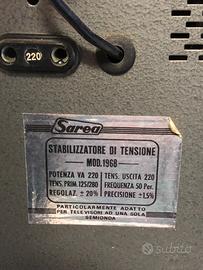 220
Sarea
STABILIZZATORE DI TENSIONE
MOD.1968
POTENZA VA 220 TENS. USCITA 220
TENS. PRIM. 125/280 FREQUENZA 50 Per.
REGOLAZ. ± 20% PRECISIONE ±1,5%
PARTICOLARMENTE ADATTO
PER TELEVISORI AD UNA SOLA
SEMIONDA
subito